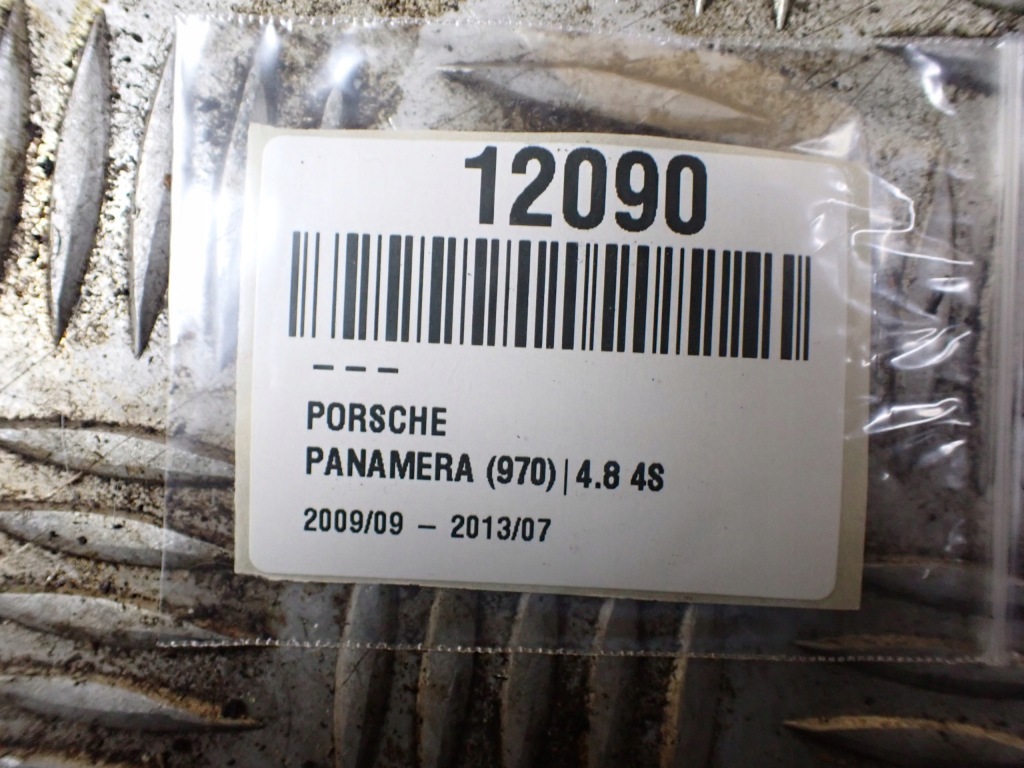 12090
– – –
PORSCHE
PANAMERA (970)|4.8 4S
2009/09 – 2013/07